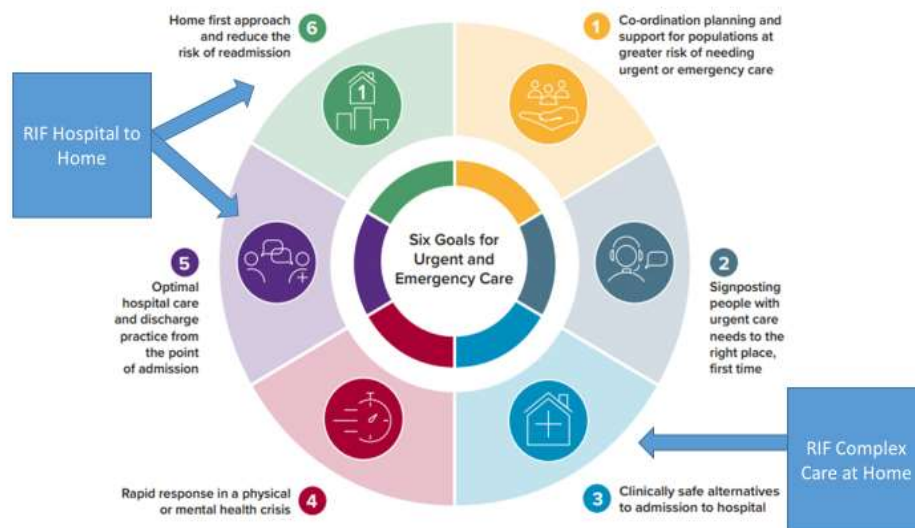 Home first approach
and reduce the
risk of readmission
6
1
Co-ordination planning and
support for populations at
greater risk of needing
urgent or emergency care
RIF Hospital to
Home
1
Six Goals for
Urgent and
Emergency Care
5
Optimal
hospital care
and discharge
practice from
the point
of admission
2
Signposting
people with
urgent care
needs to the
right place,
first time
RIF Complex
Care at Home
Rapid response in a physical
or mental health crisis
4
3
Clinically safe alternatives
to admission to hospital